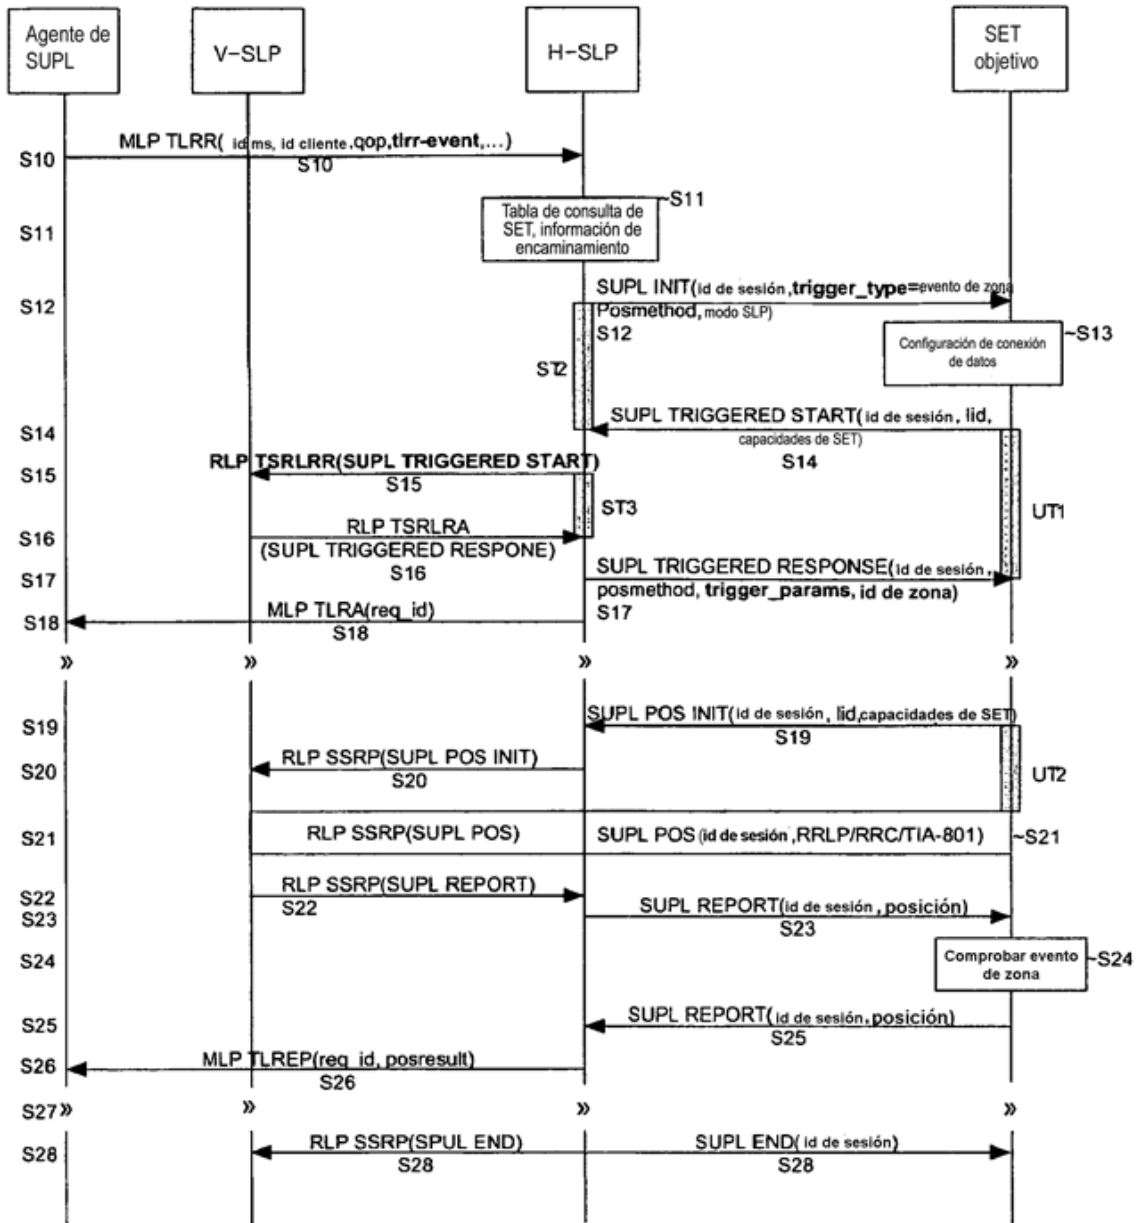 Agente de
SUPL
V-SLP
H-SLP
SET
objetivo
MLP TLRR( id ms, id cliente,qop,tlrr-event,...)
S10
S10
~S11
Tabla de consulta de
SET, información de
encaminamiento
S11
SUPL INIT(id de sesión,trigger_type=evento de zona
Posmethod, modo SLP)
S12
S12
~S13
Configuración de conexión
de datos
ST2
SUPL TRIGGERED START(id de sesión, lid,
capacidades de SET)
S14
S14
RLP TSRLRR(SUPL TRIGGERED START)
S15
S15
ST3
UT1
RLP TSRLRA
(SUPL TRIGGERED RESPONE)
S16
S16
SUPL TRIGGERED RESPONSE(id de sesión,
posmethod, trigger_params, id de zona)
S17
S17
MLP TLRA(req_id)
S18
S18
» » » »
SUPL POS INIT(id de sesión, lid,capacidades de SET)
S19
S19
RLP SSRP(SUPL POS INIT)
S20
S20
UT2
RLP SSRP(SUPL POS)
SUPL POS (id de sesión,RRLP/RRC/TIA-801)
~S21
S21
RLP SSRP(SUPL REPORT)
S22
S22
S23
SUPL REPORT(id de sesión, posición)
S23
Comprobar evento
de zona
~S24
S24
SUPL REPORT(id de sesión,posición)
S25
S25
MLP TLREP(req_id, posresult)
S26
S26
S27» » » »
RLP SSRP(SPUL END)
SUPL END( id de sesión)
S28
S28
S28